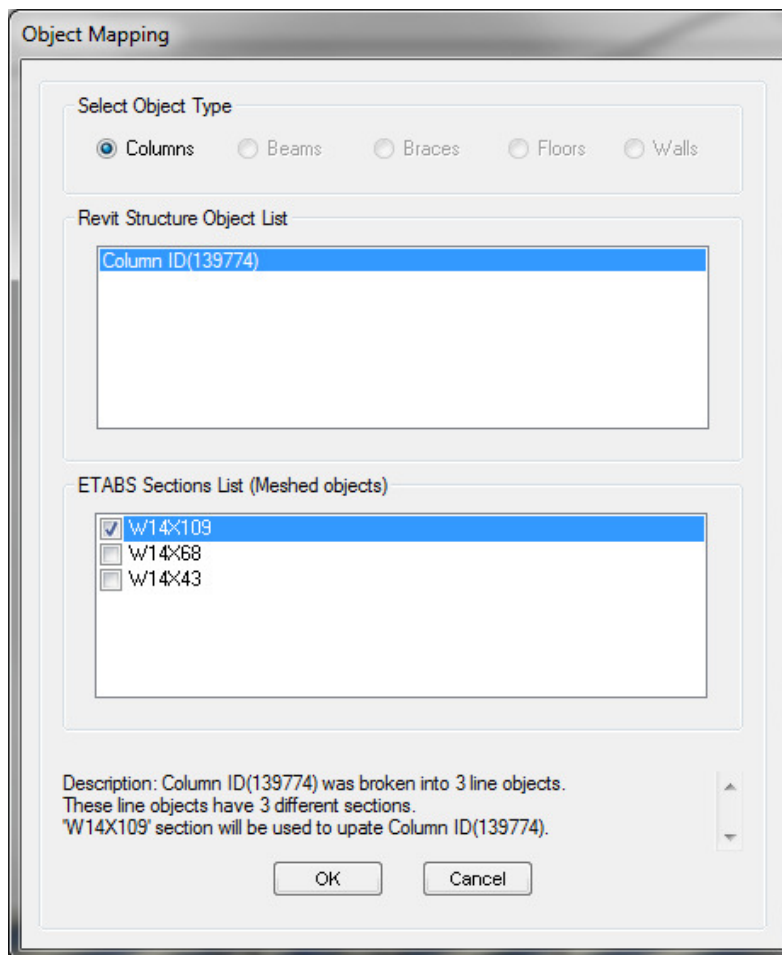 Object Mapping
Select Object Type
Columns Beams Braces Floors Walls
Revit Structure Object List
Column ID(139774)
ETABS Sections List (Meshed objects)
W14X109
W14X68
W14X43
Description: Column ID(139774) was broken into 3 line objects.
These line objects have 3 different sections.
'W14X109' section will be used to upate Column ID(139774).
OK Cancel